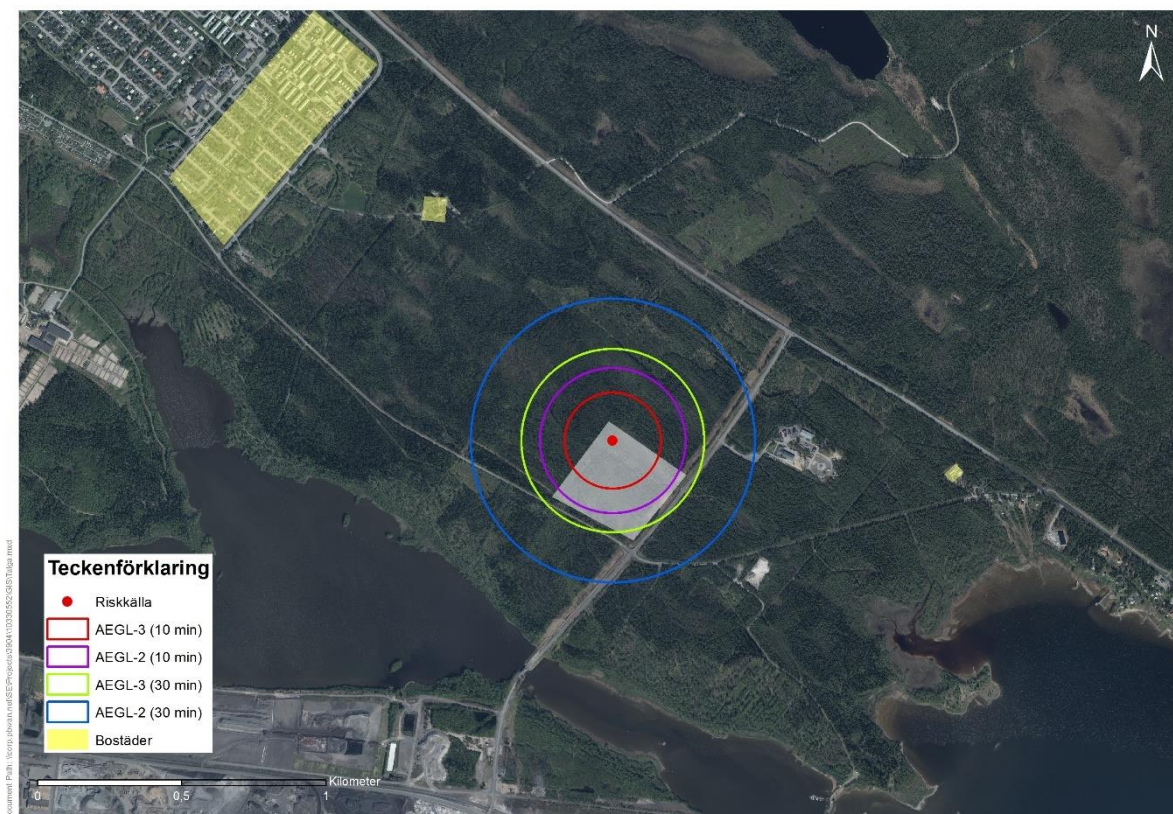 N
Teckenförklaring
Riskkälla
AEGL-3 (10 min)
AEGL-2 (10 min)
AEGL-3 (30 min)
AEGL-2 (30 min)
Bostäder
Kilometer
0
0,5
1